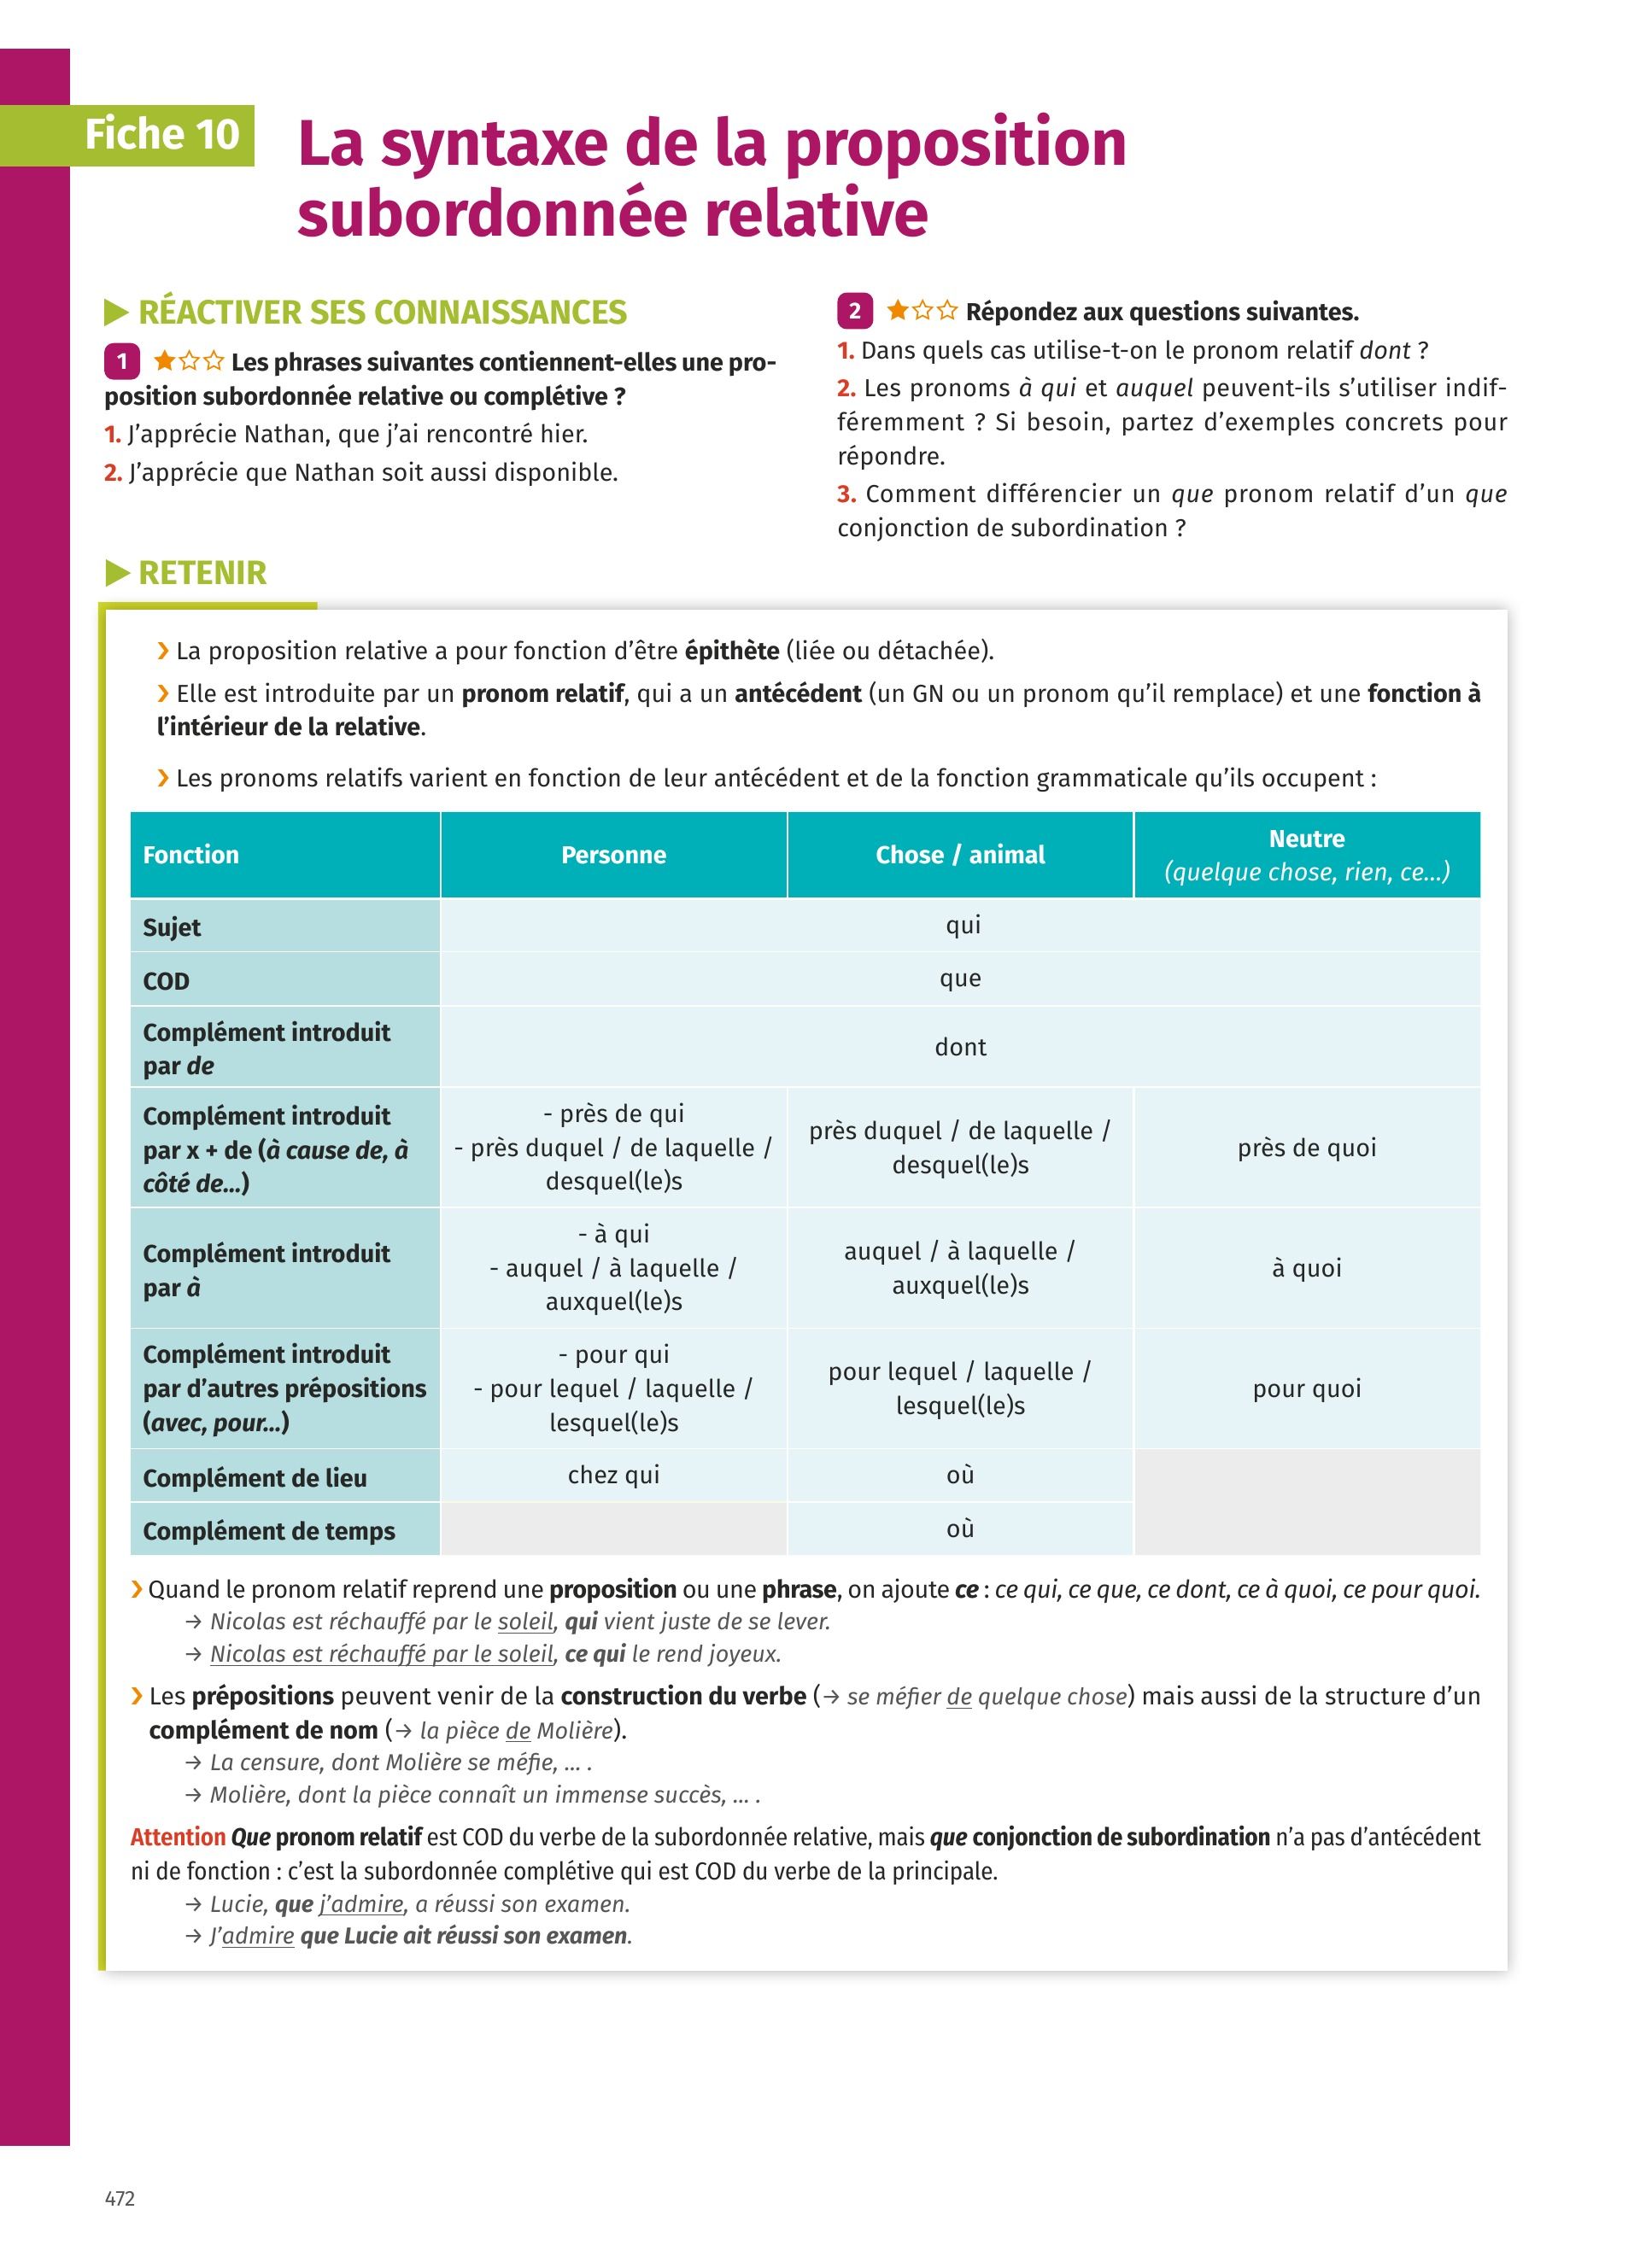 Fiche 10
La syntaxe de la proposition
subordonnée relative
▶ RÉACTIVER SES CONNAISSANCES
1 ★☆☆ Les phrases suivantes contiennent-elles une pro-
position subordonnée relative ou complétive ?
1. J’apprécie Nathan, que j’ai rencontré hier.
2. J’apprécie que Nathan soit aussi disponible.
2 ★☆☆ Répondez aux questions suivantes.
1. Dans quels cas utilise-t-on le pronom relatif dont ?
2. Les pronoms à qui et auquel peuvent-ils s’utiliser indif-
féremment ? Si besoin, partez d’exemples concrets pour
répondre.
3. Comment différencier un que pronom relatif d’un que
conjonction de subordination ?
▶ RETENIR
› La proposition relative a pour fonction d’être épithète (liée ou détachée).
› Elle est introduite par un pronom relatif, qui a un antécédent (un GN ou un pronom qu’il remplace) et une fonction à
l’intérieur de la relative.
› Les pronoms relatifs varient en fonction de leur antécédent et de la fonction grammaticale qu’ils occupent :
Fonction
Personne
Chose / animal
Neutre
(quelque chose, rien, ce…)
Sujet
qui
COD
que
Complément introduit
par de
dont
Complément introduit
par x + de (à cause de, à
côté de…)
- près de qui
- près duquel / de laquelle /
desquel(le)s
près duquel / de laquelle /
desquel(le)s
près de quoi
Complément introduit
par à
- à qui
- auquel / à laquelle /
auxquel(le)s
auquel / à laquelle /
auxquel(le)s
à quoi
Complément introduit
par d’autres prépositions
(avec, pour…)
- pour qui
- pour lequel / laquelle /
lesquel(le)s
pour lequel / laquelle /
lesquel(le)s
pour quoi
Complément de lieu
chez qui
où
Complément de temps
où
› Quand le pronom relatif reprend une proposition ou une phrase, on ajoute ce : ce qui, ce que, ce dont, ce à quoi, ce pour quoi.
→ Nicolas est réchauffé par le soleil, qui vient juste de se lever.
→ Nicolas est réchauffé par le soleil, ce qui le rend joyeux.
› Les prépositions peuvent venir de la construction du verbe (→ se méfier de quelque chose) mais aussi de la structure d’un
complément de nom (→ la pièce de Molière).
→ La censure, dont Molière se méfie, … .
→ Molière, dont la pièce connaît un immense succès, … .
Attention Que pronom relatif est COD du verbe de la subordonnée relative, mais que conjonction de subordination n’a pas d’antécédent
ni de fonction : c’est la subordonnée complétive qui est COD du verbe de la principale.
→ Lucie, que j’admire, a réussi son examen.
→ J’admire que Lucie ait réussi son examen.
472